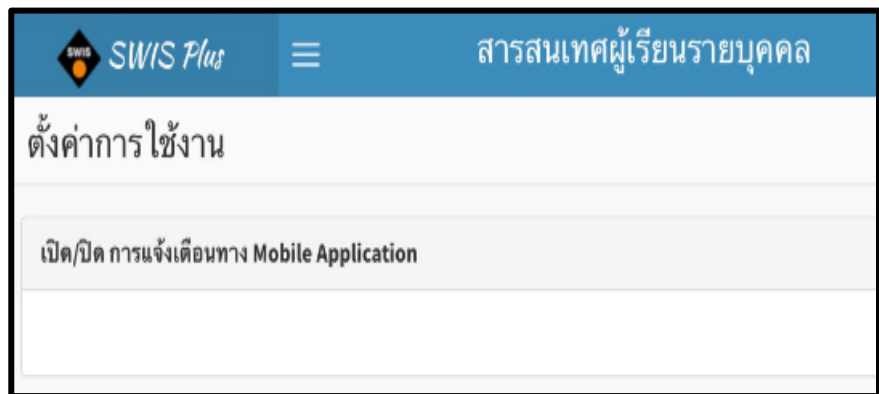 SWIS SWIS Plus สารสนเทศผู้เรียนรายบุคคล
ตั้งค่าการใช้งาน
เปิด/ปิด การแจ้งเตือนทาง Mobile Application